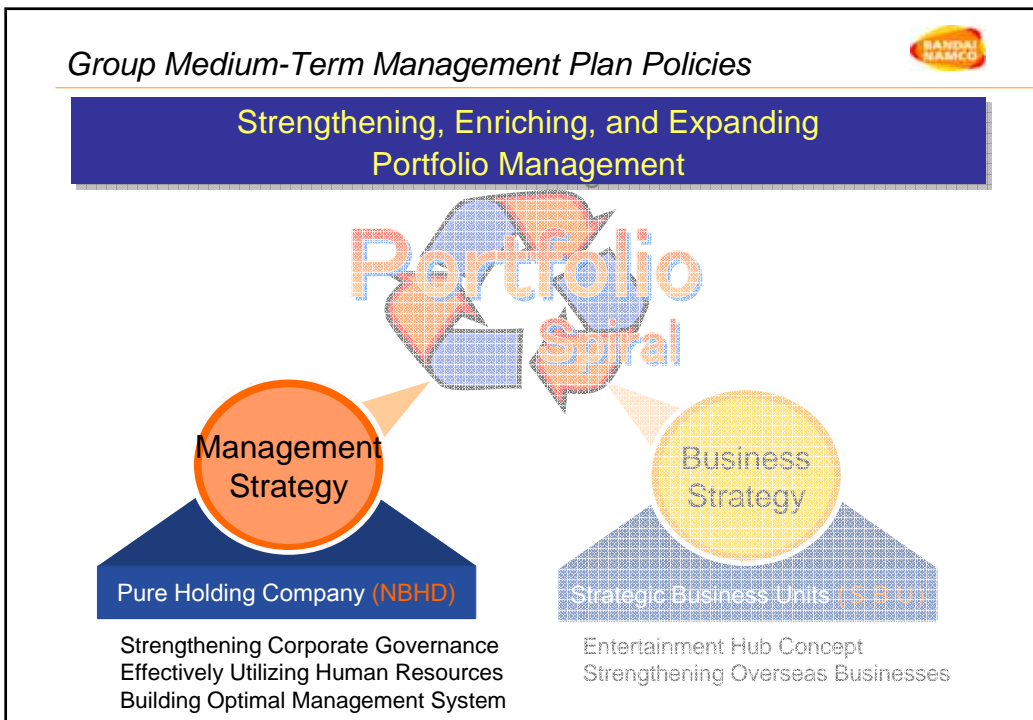 Group Medium-Term Management Plan Policies
BANDAI
NAMCO
Strengthening, Enriching, and Expanding
Portfolio Management
Portfolio
Spiral
Management
Strategy
Business
Strategy
Pure Holding Company (NBHD)
Strategic Business Units (S B U)
Strengthening Corporate Governance
Effectively Utilizing Human Resources
Building Optimal Management System
Entertainment Hub Concept
Strengthening Overseas Businesses